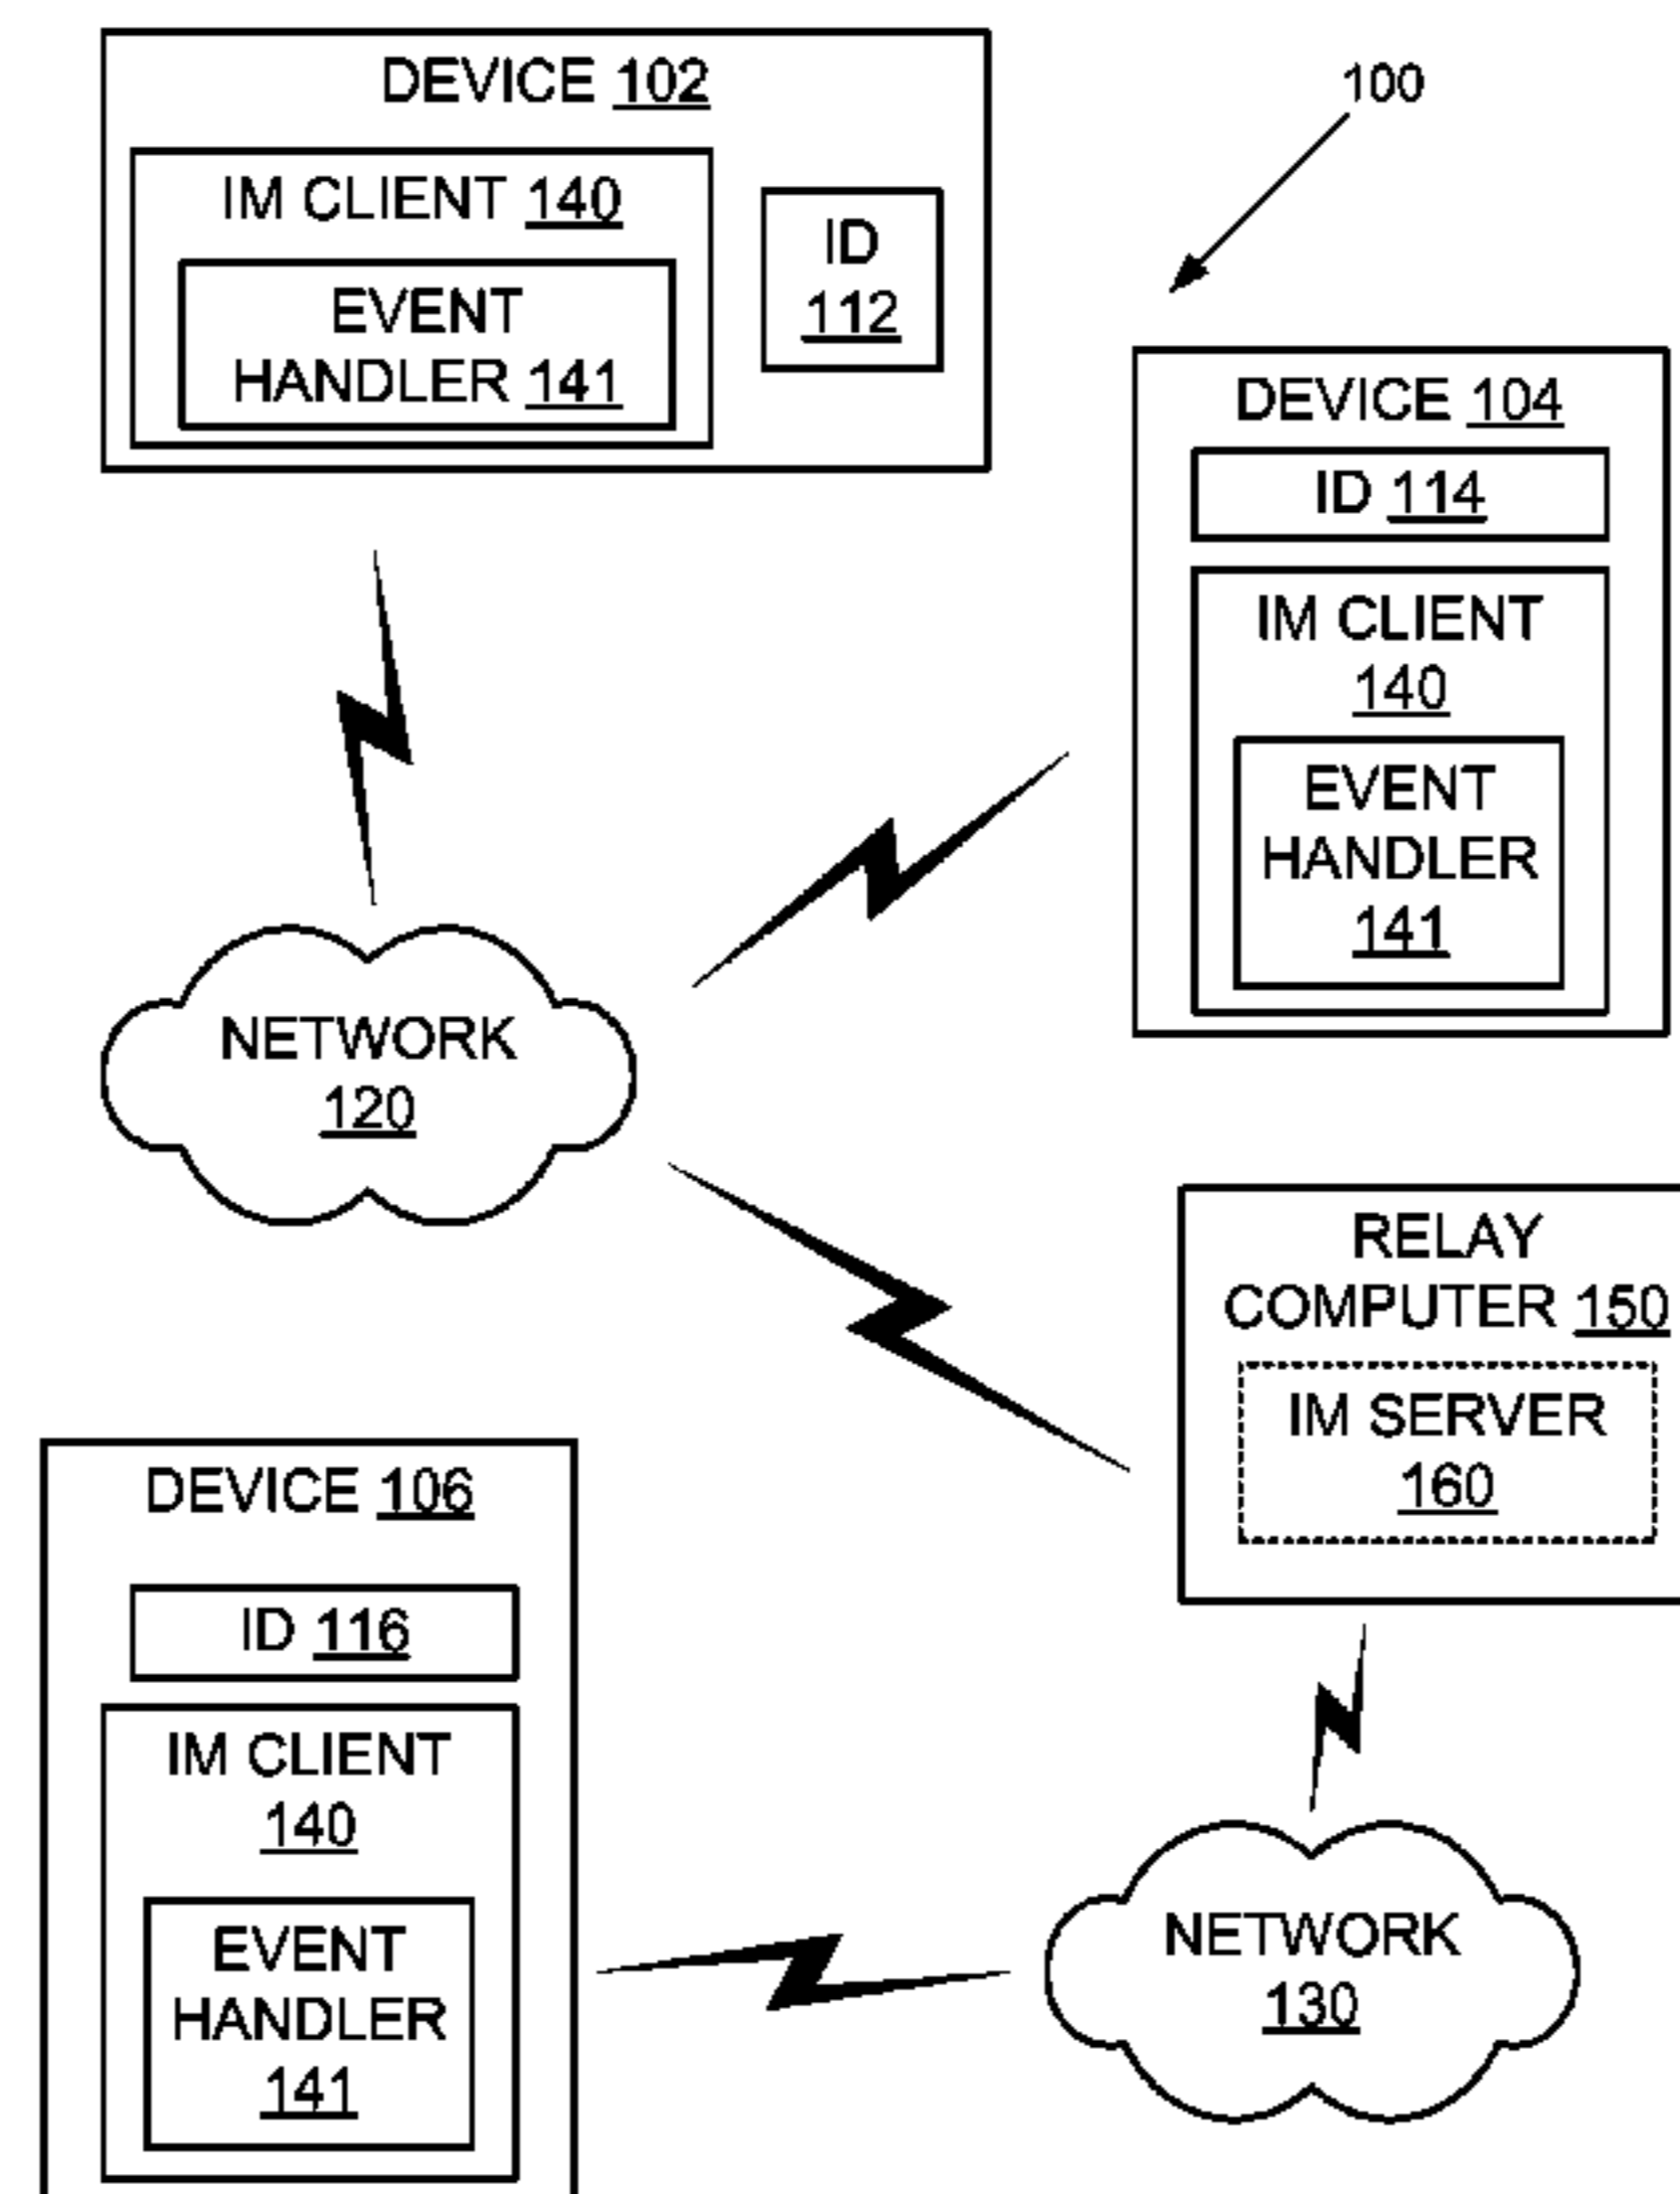 DEVICE 102
100
IM CLIENT 140
ID
112
EVENT
HANDLER 141
DEVICE 104
ID 114
IM CLIENT
140
EVENT
HANDLER
141
NETWORK
120
RELAY
COMPUTER 150
IM SERVER
160
DEVICE 106
ID 116
IM CLIENT
140
EVENT
HANDLER
141
NETWORK
130